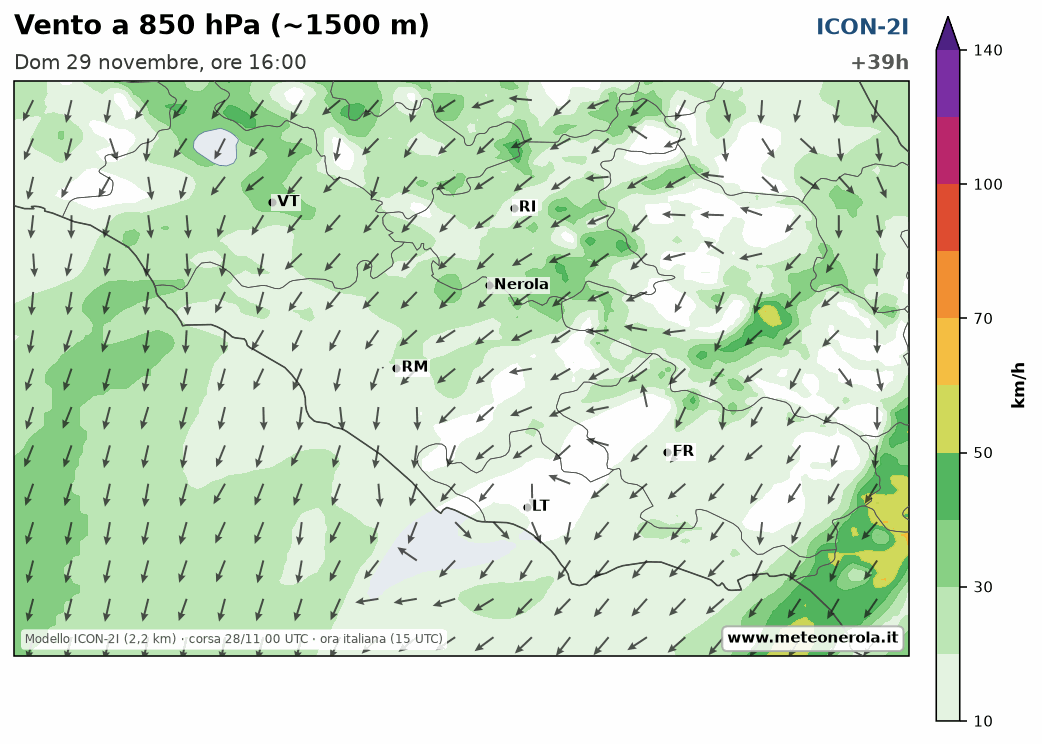 Vento a 850 hPa (~1500 m)
ICON-2I
Dom 29 novembre, ore 16:00
+39h
140
100
70
50
30
10
km/h
VT
RI
Nerola
RM
FR
LT
Modello ICON-2I (2,2 km) · corsa 28/11 00 UTC · ora italiana (15 UTC)
www.meteonerola.it